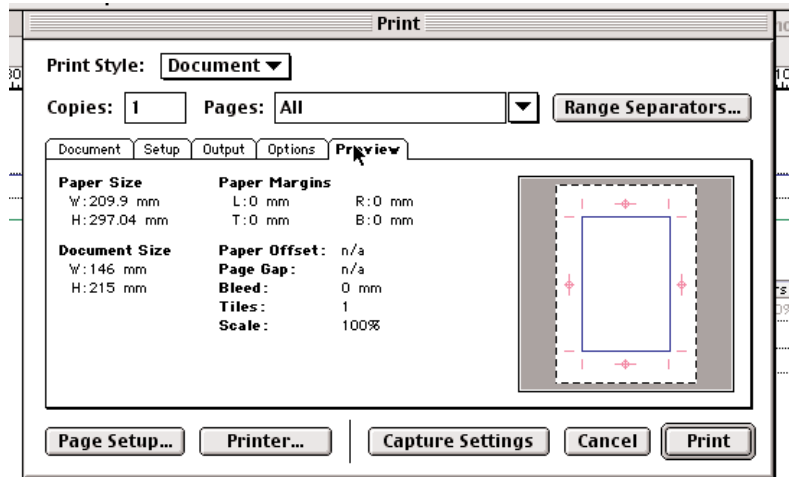 Print
Print Style: Document
Copies: 1 Pages: All Range Separators...
Document Setup Output Options Preview
Paper Size Paper Margins
W:209.9 mm L:0 mm R:0 mm
H:297.04 mm T:0 mm B:0 mm
Document Size Paper Offset: n/a
W:146 mm Page Gap: n/a
H:215 mm Bleed: 0 mm
Tiles: 1
Scale: 100%
Page Setup... Printer... Capture Settings Cancel Print